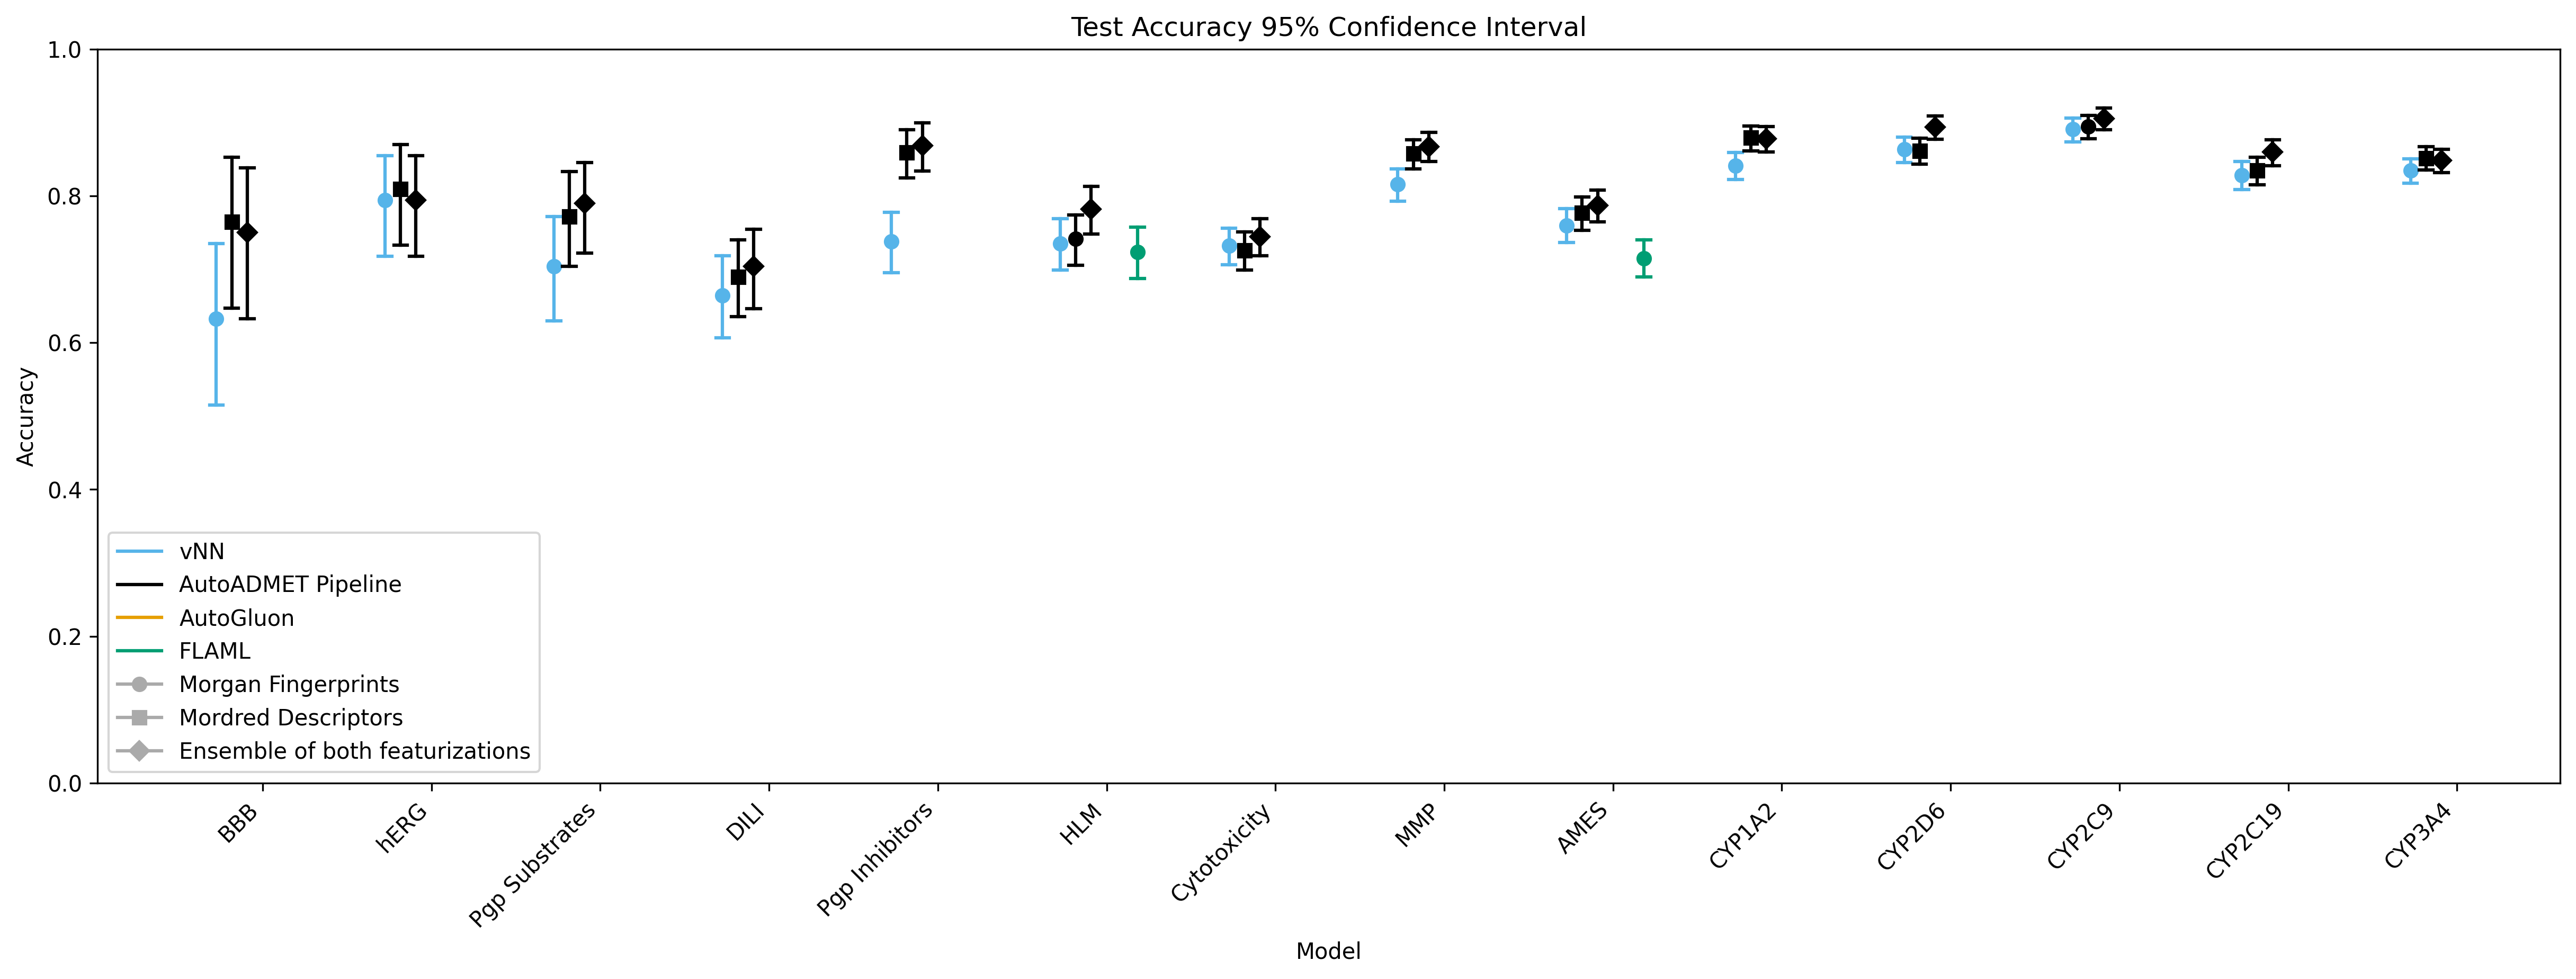 Test Accuracy 95% Confidence Interval
1.0
0.8
0.6
0.4
0.2
0.0
Accuracy
vNN
AutoADMET Pipeline
AutoGluon
FLAML
Morgan Fingerprints
Mordred Descriptors
Ensemble of both featurizations
BBB
hERG
Pgp Substrates
DILI
Pgp Inhibitors
HLM
Cytotoxicity
MMP
AMES
CYP1A2
CYP2D6
CYP2C9
CYP2C19
CYP3A4
Model